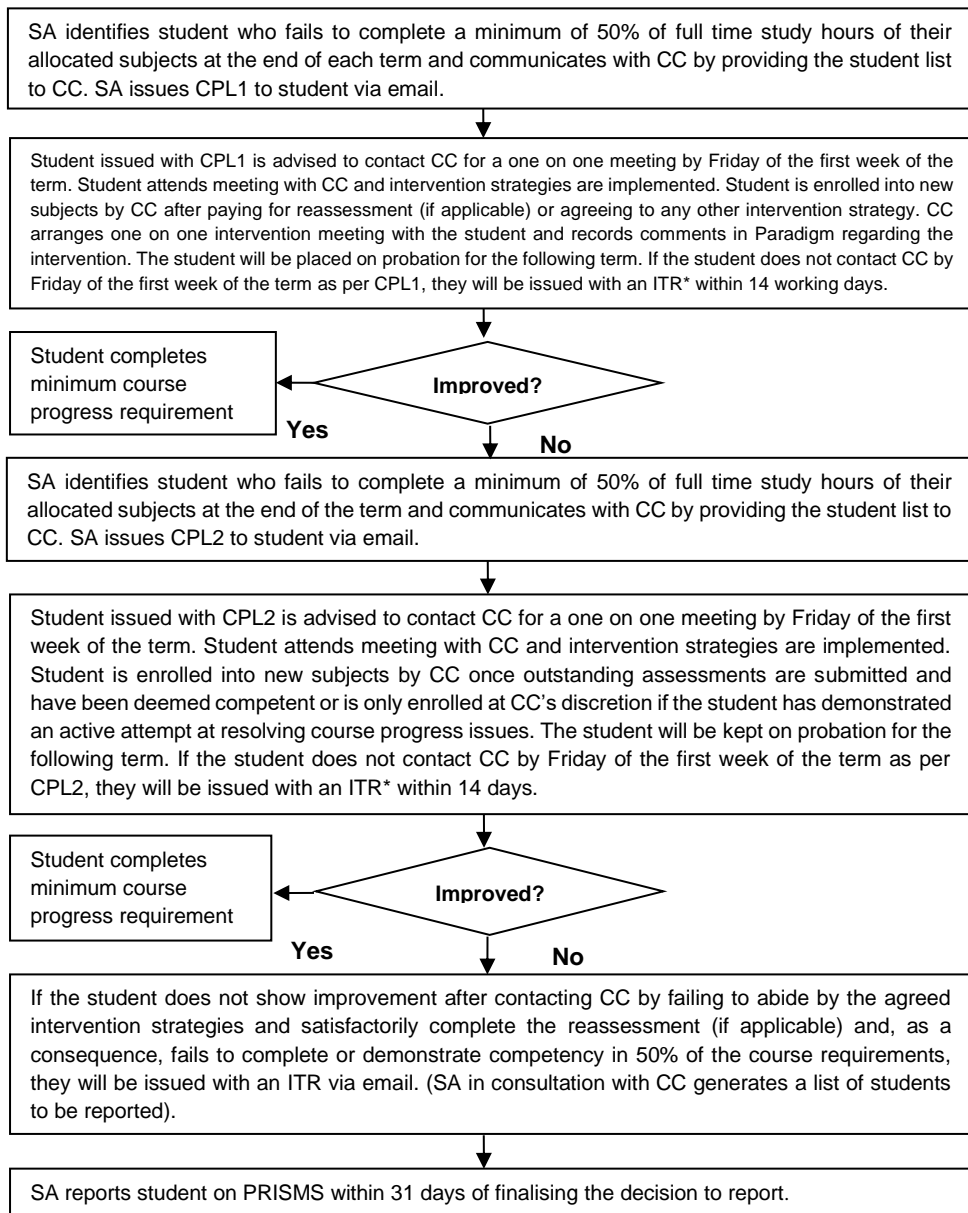 SA identifies student who fails to complete a minimum of 50% of full time study hours of their
allocated subjects at the end of each term and communicates with CC by providing the student list
to CC. SA issues CPL1 to student via email.
Student issued with CPL1 is advised to contact CC for a one on one meeting by Friday of the first week of the
term. Student attends meeting with CC and intervention strategies are implemented. Student is enrolled into new
subjects by CC after paying for reassessment (if applicable) or agreeing to any other intervention strategy. CC
arranges one on one intervention meeting with the student and records comments in Paradigm regarding the
intervention. The student will be placed on probation for the following term. If the student does not contact CC by
Friday of the first week of the term as per CPL1, they will be issued with an ITR* within 14 working days.
Student completes
minimum course
progress requirement
Improved?
Yes
No
SA identifies student who fails to complete a minimum of 50% of full time study hours of their
allocated subjects at the end of the term and communicates with CC by providing the student list to
CC. SA issues CPL2 to student via email.
Student issued with CPL2 is advised to contact CC for a one on one meeting by Friday of the first
week of the term. Student attends meeting with CC and intervention strategies are implemented.
Student is enrolled into new subjects by CC once outstanding assessments are submitted and
have been deemed competent or is only enrolled at CC’s discretion if the student has demonstrated
an active attempt at resolving course progress issues. The student will be kept on probation for the
following term. If the student does not contact CC by Friday of the first week of the term as per
CPL2, they will be issued with an ITR* within 14 days.
Student completes
minimum course
progress requirement
Improved?
Yes
No
If the student does not show improvement after contacting CC by failing to abide by the agreed
intervention strategies and satisfactorily complete the reassessment (if applicable) and, as a
consequence, fails to complete or demonstrate competency in 50% of the course requirements,
they will be issued with an ITR via email. (SA in consultation with CC generates a list of students
to be reported).
SA reports student on PRISMS within 31 days of finalising the decision to report.